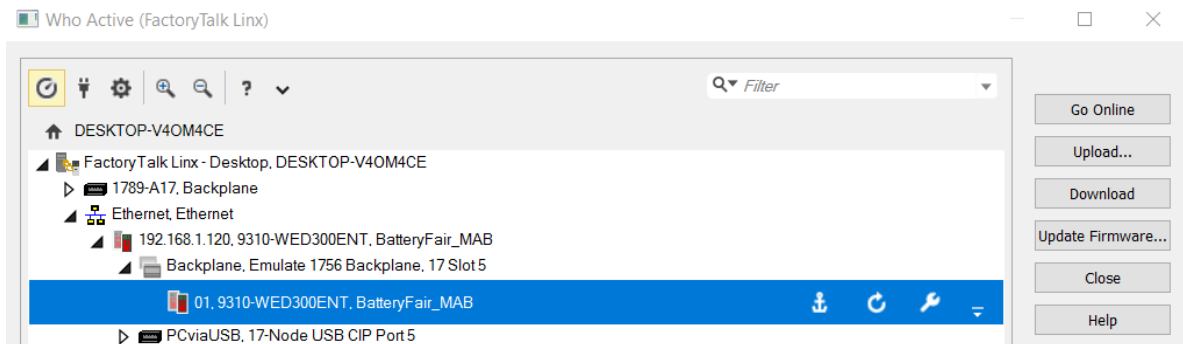 Who Active (FactoryTalk Linx)
Filter
Go Online
DESKTOP-V4OM4CE
Upload...
FactoryTalk Linx - Desktop, DESKTOP-V4OM4CE
1789-A17, Backplane
Download
Ethernet, Ethernet
192.168.1.120, 9310-WED300ENT, BatteryFair_MAB
Update Firmware...
Backplane, Emulate 1756 Backplane, 17 Slot 5
Close
01, 9310-WED300ENT, BatteryFair_MAB
Help
PCviaUSB, 17-Node USB CIP Port 5